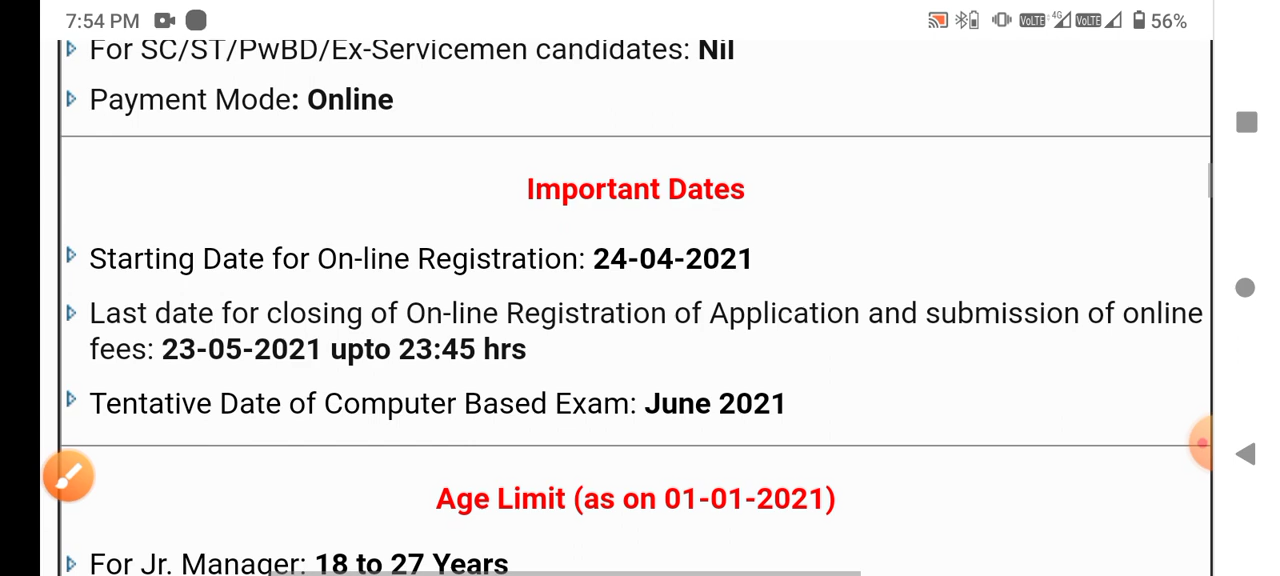 7:54 PM
VoLTE 4G VoLTE 56%
For SC/ST/PwBD/Ex-Servicemen candidates: Nil
Payment Mode: Online
Important Dates
Starting Date for On-line Registration: 24-04-2021
Last date for closing of On-line Registration of Application and submission of online
fees: 23-05-2021 upto 23:45 hrs
Tentative Date of Computer Based Exam: June 2021
Age Limit (as on 01-01-2021)
For Jr. Manager: 18 to 27 Years